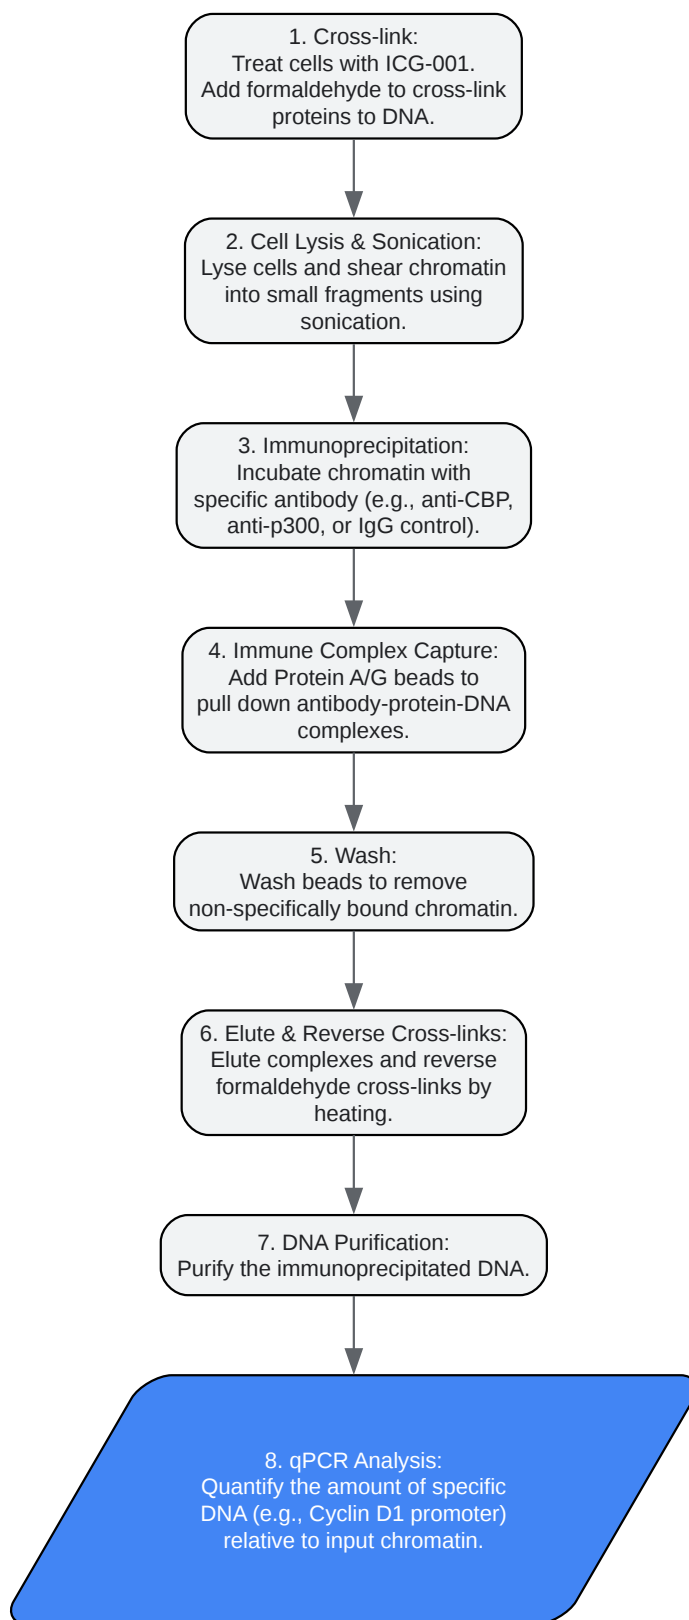 1. Cross-link:
Treat cells with ICG-001.
Add formaldehyde to cross-link
proteins to DNA.
2. Cell Lysis & Sonication:
Lyse cells and shear chromatin
into small fragments using
sonication.
3. Immunoprecipitation:
Incubate chromatin with
specific antibody (e.g., anti-CBP,
anti-p300, or IgG control).
4. Immune Complex Capture:
Add Protein A/G beads to
pull down antibody-protein-DNA
complexes.
5. Wash:
Wash beads to remove
non-specifically bound chromatin.
6. Elute & Reverse Cross-links:
Elute complexes and reverse
formaldehyde cross-links by
heating.
7. DNA Purification:
Purify the immunoprecipitated DNA.
8. qPCR Analysis:
Quantify the amount of specific
DNA (e.g., Cyclin D1 promoter)
relative to input chromatin.